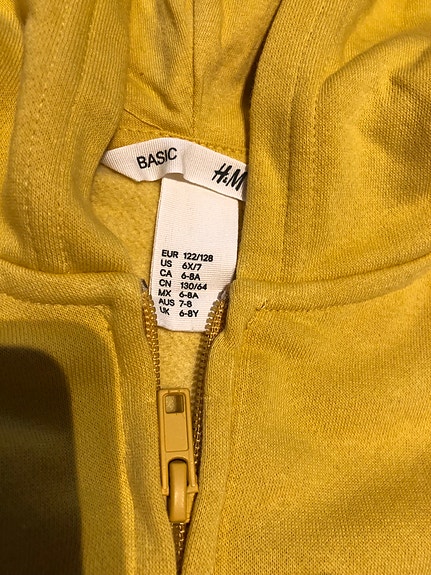 BASIC H&M
EUR 122/128
US 6X/7
CA 6-8A
CN 130/64
MX 6-8A
AUS 7-8
UK 6-8Y